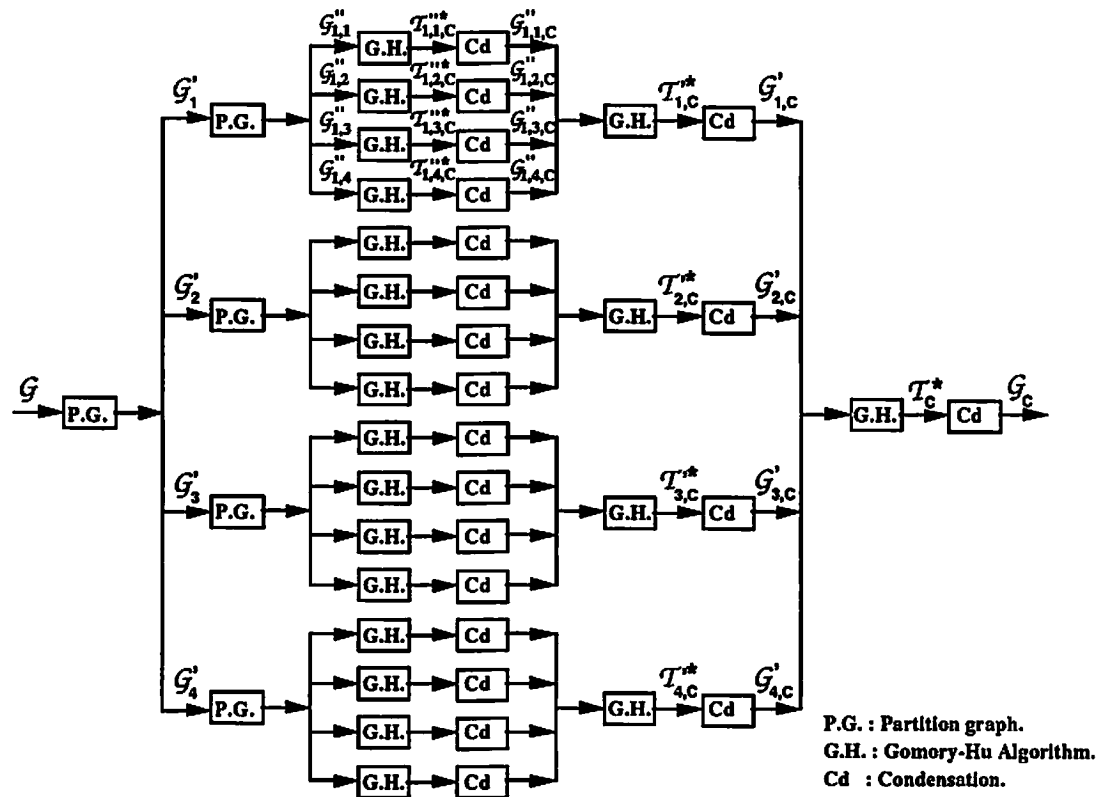 𝒢''₁,₁ 𝒯''*₁,₁,C 𝒢''₁,₁,C
G.H. Cd
𝒢''₁,₂ 𝒯''*₁,₂,C 𝒢''₁,₂,C
G.H. Cd
𝒢'₁ 𝒯'*₁,C 𝒢'₁,C
P.G. G.H. Cd
𝒢''₁,₃ 𝒯''*₁,₃,C 𝒢''₁,₃,C
G.H. Cd
𝒢''₁,₄ 𝒯''*₁,₄,C 𝒢''₁,₄,C
G.H. Cd
G.H. Cd
G.H. Cd
𝒢'₂ 𝒯'*₂,C 𝒢'₂,C
P.G. G.H. Cd
G.H. Cd
G.H. Cd
𝒢 𝒯*C 𝒢C
P.G. G.H. Cd
G.H. Cd
G.H. Cd
𝒢'₃ 𝒯'*₃,C 𝒢'₃,C
P.G. G.H. Cd
G.H. Cd
G.H. Cd
G.H. Cd
G.H. Cd
𝒢'₄ 𝒯'*₄,C 𝒢'₄,C
P.G. G.H. Cd
G.H. Cd
G.H. Cd
P.G. : Partition graph.
G.H. : Gomory-Hu Algorithm.
Cd : Condensation.